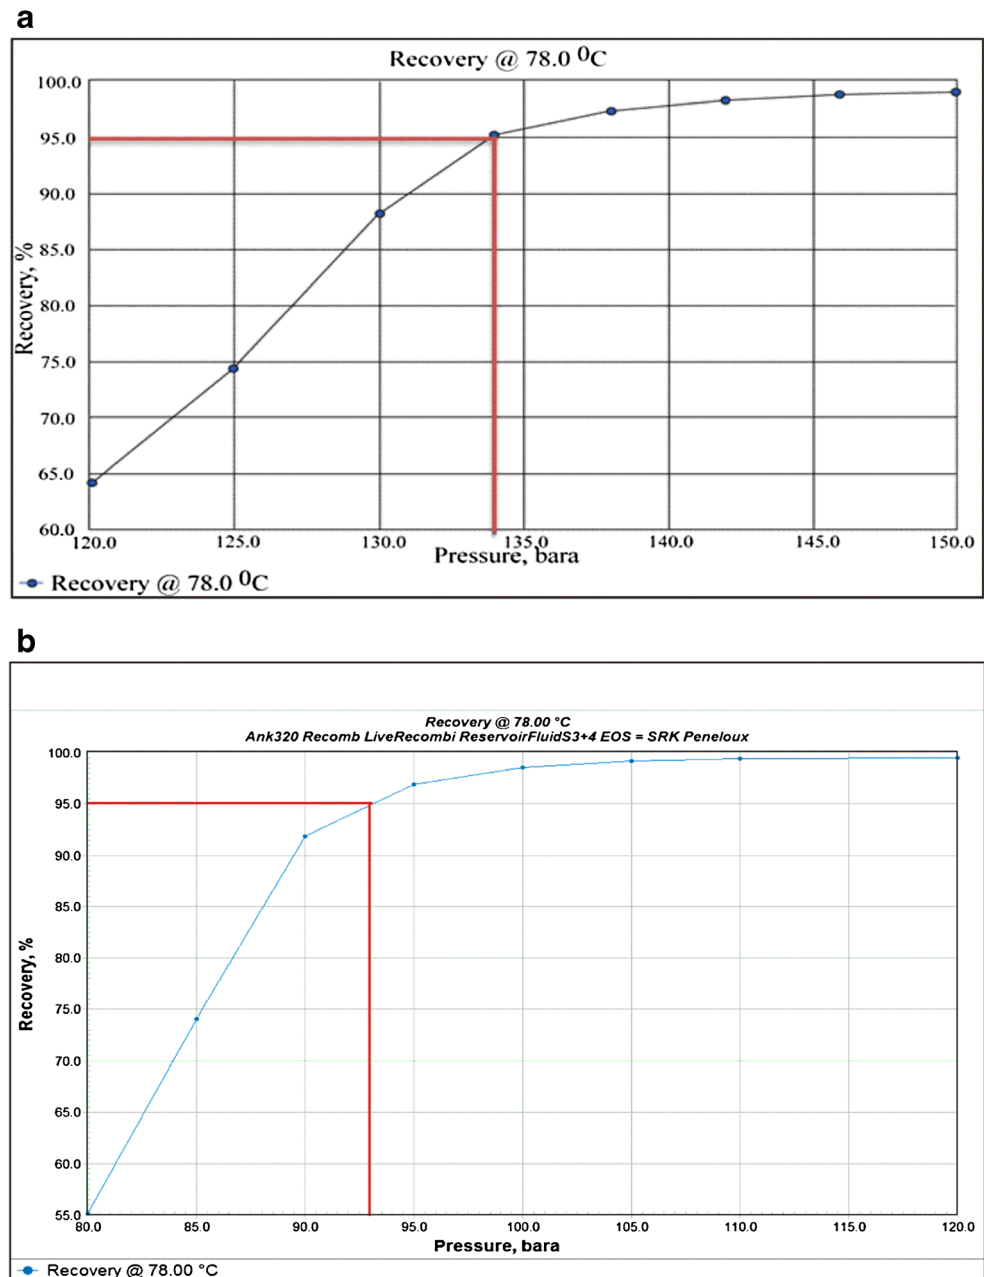 a
Recovery @ 78.0 ⁰C
100.0
95.0
90.0
85.0
80.0
75.0
70.0
65.0
60.0
Recovery, %
120.0 125.0 130.0 135.0 140.0 145.0 150.0
Pressure, bara
Recovery @ 78.0 ⁰C
b
Recovery @ 78.00 °C
Ank320 Recomb LiveRecombi ReservoirFluidS3+4 EOS = SRK Peneloux
100.0
95.0
90.0
85.0
80.0
75.0
70.0
65.0
60.0
55.0
Recovery, %
80.0 85.0 90.0 95.0 100.0 105.0 110.0 115.0 120.0
Pressure, bara
Recovery @ 78.00 °C